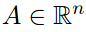 A ∈ ℝⁿ